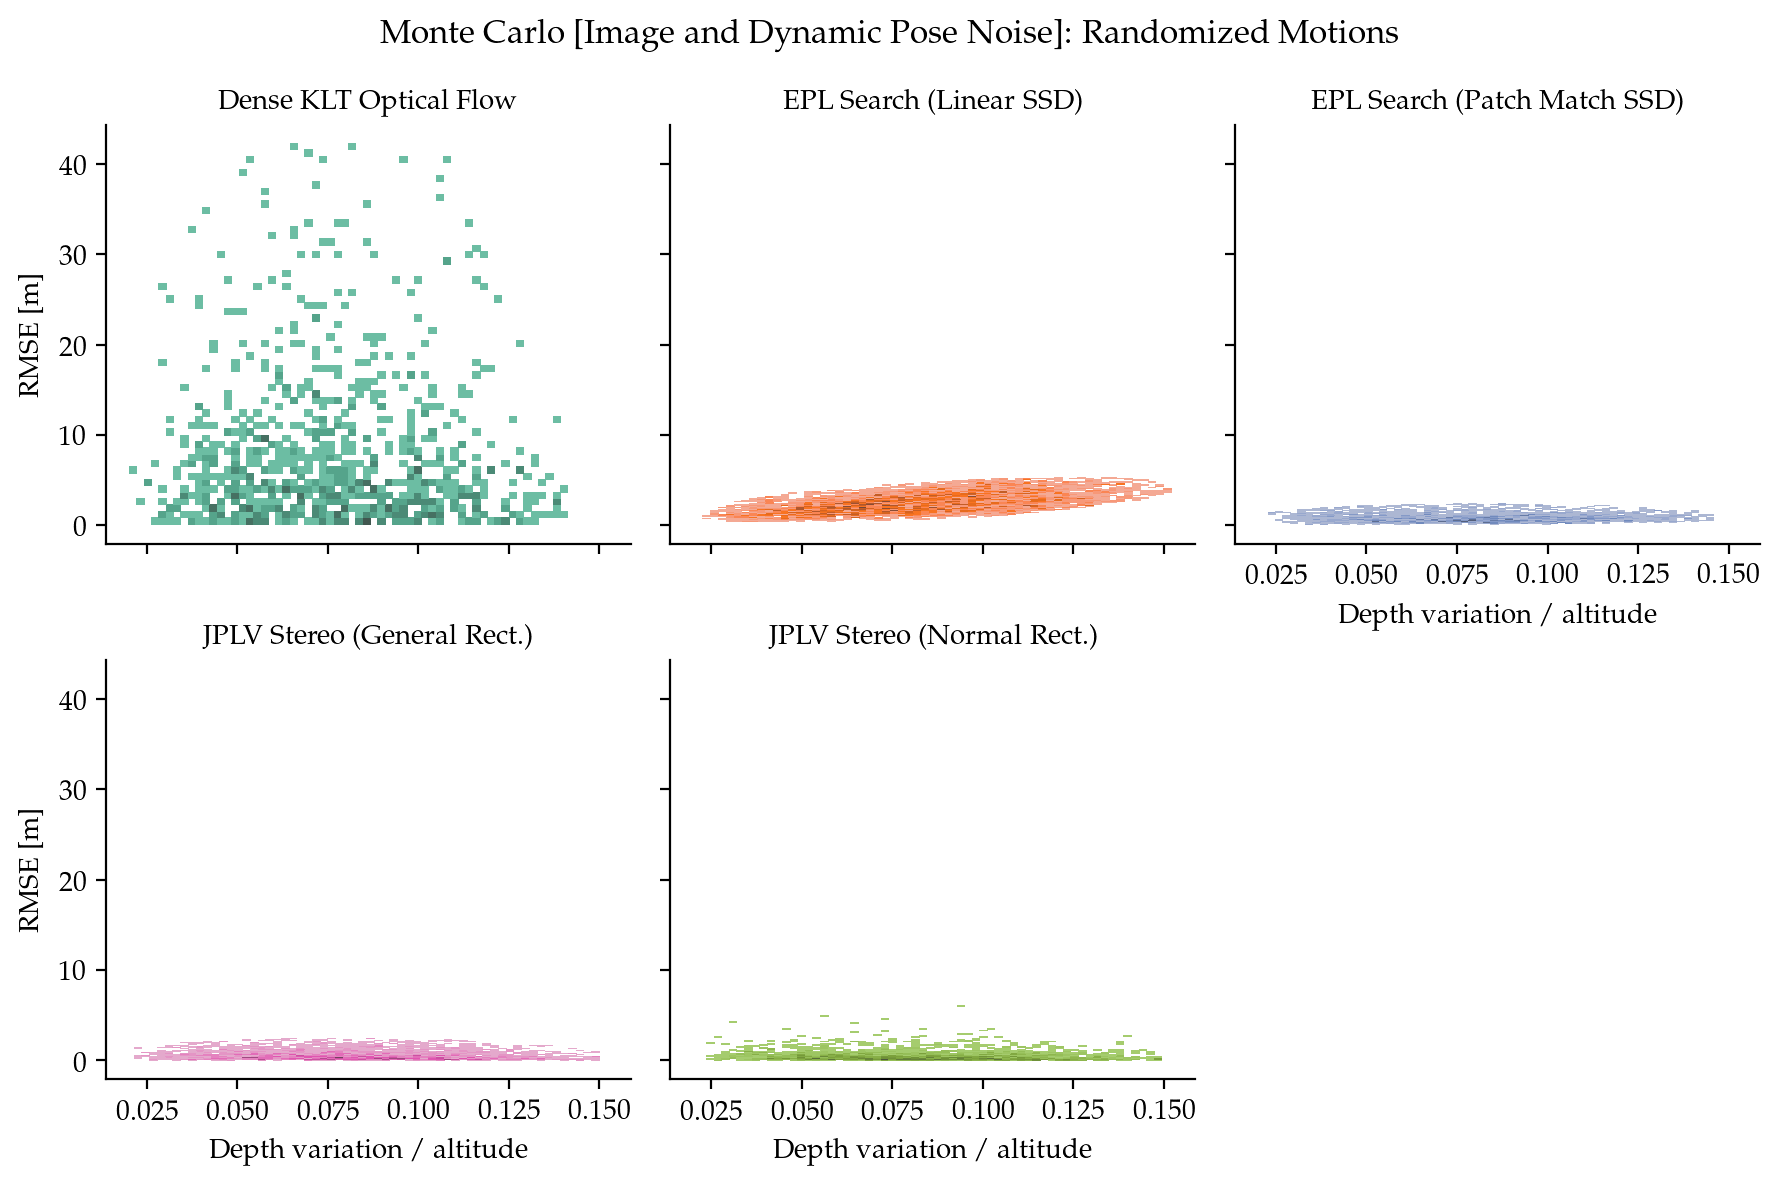 Monte Carlo [Image and Dynamic Pose Noise]: Randomized Motions
Dense KLT Optical Flow
EPL Search (Linear SSD)
EPL Search (Patch Match SSD)
RMSE [m]
40
30
20
10
0
0.025 0.050 0.075 0.100 0.125 0.150
Depth variation / altitude
JPLV Stereo (General Rect.)
JPLV Stereo (Normal Rect.)
RMSE [m]
40
30
20
10
0
0.025 0.050 0.075 0.100 0.125 0.150
Depth variation / altitude
0.025 0.050 0.075 0.100 0.125 0.150
Depth variation / altitude